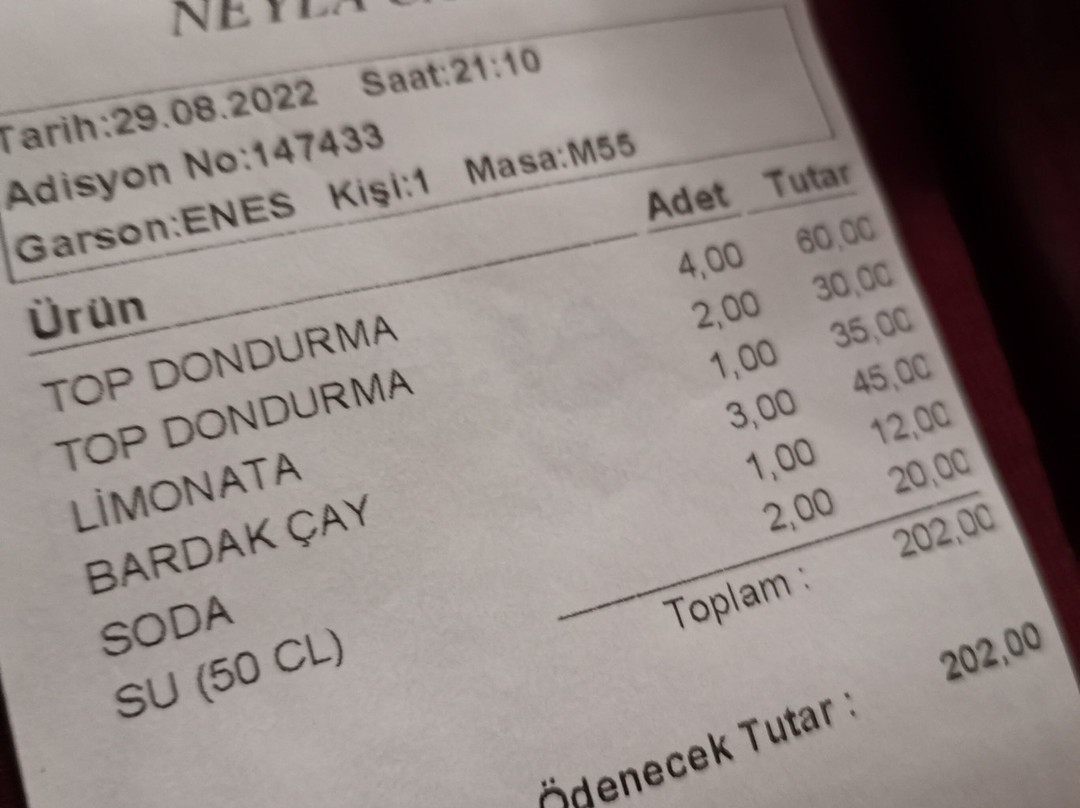 NEYLA
Tarih:29.08.2022 Saat:21:10
Adisyon No:147433
Garson:ENES Kişi:1 Masa:M55
Ürün Adet Tutar
TOP DONDURMA 4,00 60,00
TOP DONDURMA 2,00 30,00
LİMONATA 1,00 35,00
BARDAK ÇAY 3,00 45,00
SODA 1,00 12,00
SU (50 CL) 2,00 20,00
Toplam : 202,00
Ödenecek Tutar : 202,00